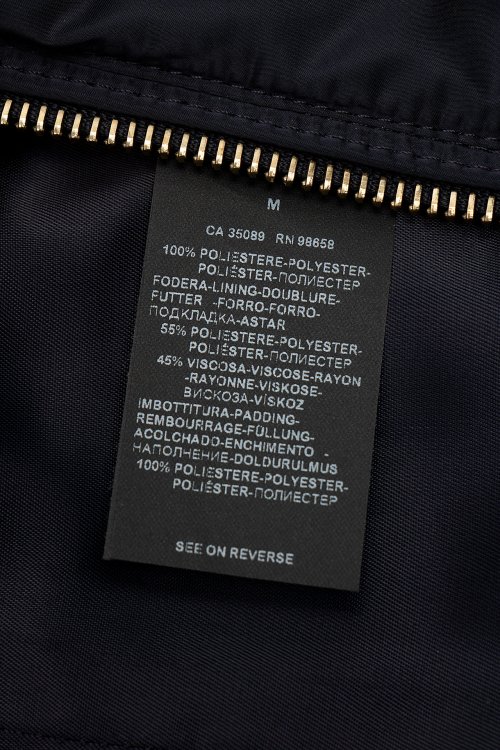 M
CA 35089 RN 98658
100% POLIESTERE-POLYESTER-
POLIÉSTER-ПОЛИЕСТЕР
FODERA-LINING-DOUBLURE-
FUTTER -FORRO-FORRO-
ПОДКЛАДКА-ASTAR
55% POLIESTERE-POLYESTER-
POLIÉSTER-ПОЛИЕСТЕР
45% VISCOSA-VISCOSE-RAYON
-RAYONNE-VISKOSE-
ВИСКОЗА-VİSKOZ
IMBOTTITURA-PADDING-
REMBOURRAGE-FÜLLUNG-
ACOLCHADO-ENCHIMENTO -
НАПОЛНЕНИЕ-DOLDURULMUS
100% POLIESTERE-POLYESTER-
POLIÉSTER-ПОЛИЕСТЕР
SEE ON REVERSE